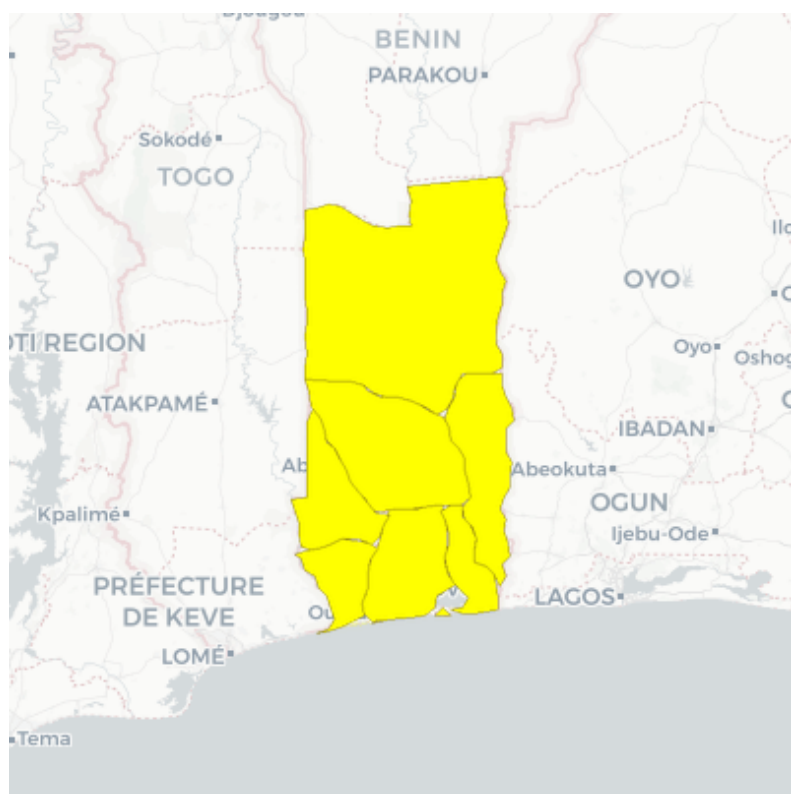 BENIN
PARAKOU
Sokodé
TOGO
OYO
OTI REGION
Oyo
ATAKPAMÉ
IBADAN
Abeokuta
OGUN
Kpalimé
Ijebu-Ode
PRÉFECTURE
DE KEVE
LAGOS
LOMÉ
Tema